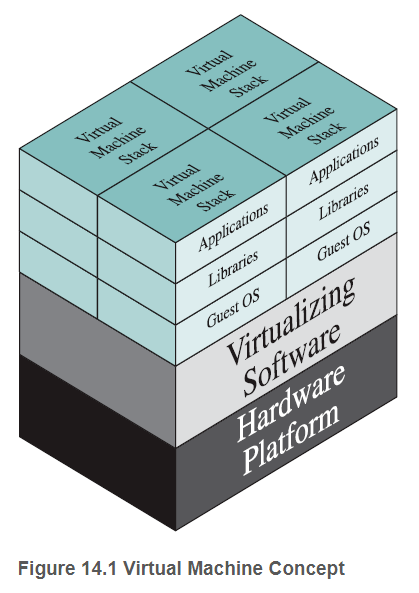 Virtual
Machine
Stack
Virtual
Machine
Stack
Virtual
Machine
Stack
Virtual
Machine
Stack
Applications
Libraries
Guest OS
Applications
Libraries
Guest OS
Virtualizing
Software
Hardware
Platform
Figure 14.1 Virtual Machine Concept